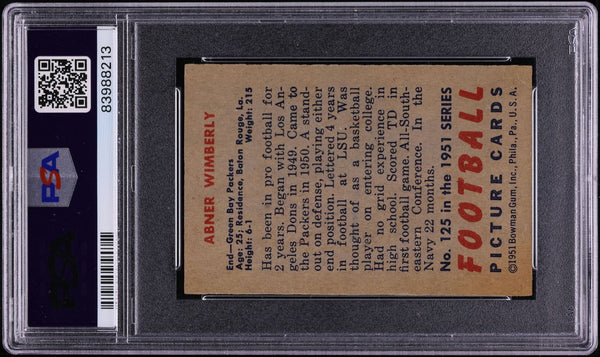 ABNER WIMBERLY
End—Green Bay Packers
Age: 25; Residence, Baton Rouge, La.
Height: 6-1 Weight: 215
Has been in pro football for
2 years. Began with Los An-
geles Dons in 1949. Came to
the Packers in 1950. A stand-
out on defense, playing either
end position. Lettered 4 years
in football at LSU. Was
thought of as a basketball
player on entering college.
Had no grid experience in
high school. Scored TD in
first football game. All-South-
eastern Conference. In the
Navy 22 months.
No. 125 in the 1951 SERIES
FOOTBALL
PICTURE CARDS
©1951 Bowman Gum, Inc., Phila., Pa., U.S.A.
83988213
PSA
PSA
PSA